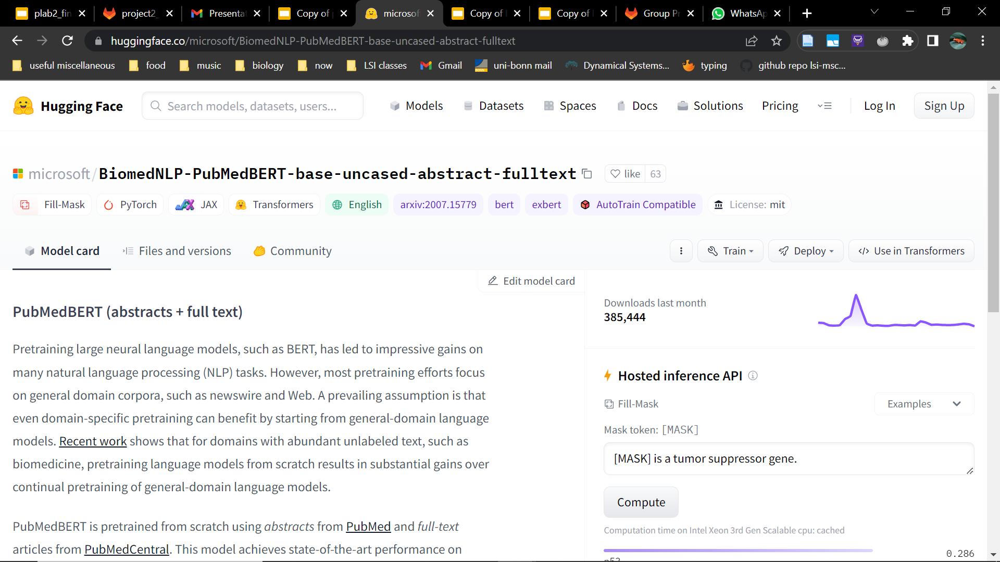 plab2_fin
project2_
Presenta
Copy of
microsof
Copy of
Copy of
Group Pr
WhatsAp
huggingface.co/microsoft/BiomedNLP-PubMedBERT-base-uncased-abstract-fulltext
useful miscellaneous
food
music
biology
now
LSI classes
Gmail
uni-bonn mail
Dynamical Systems...
typing
github repo lsi-msc...
Hugging Face
Search models, datasets, users...
Models
Datasets
Spaces
Docs
Solutions
Pricing
Log In
Sign Up
microsoft/BiomedNLP-PubMedBERT-base-uncased-abstract-fulltext
like 63
Fill-Mask
PyTorch
JAX
Transformers
English
arxiv:2007.15779
bert
exbert
AutoTrain Compatible
License: mit
Model card
Files and versions
Community
Train
Deploy
Use in Transformers
Edit model card
PubMedBERT (abstracts + full text)
Pretraining large neural language models, such as BERT, has led to impressive gains on
many natural language processing (NLP) tasks. However, most pretraining efforts focus
on general domain corpora, such as newswire and Web. A prevailing assumption is that
even domain-specific pretraining can benefit by starting from general-domain language
models. Recent work shows that for domains with abundant unlabeled text, such as
biomedicine, pretraining language models from scratch results in substantial gains over
continual pretraining of general-domain language models.
PubMedBERT is pretrained from scratch using abstracts from PubMed and full-text
articles from PubMedCentral. This model achieves state-of-the-art performance on
Downloads last month
385,444
Hosted inference API
Fill-Mask
Examples
Mask token: [MASK]
[MASK] is a tumor suppressor gene.
Compute
Computation time on Intel Xeon 3rd Gen Scalable cpu: cached
0.286